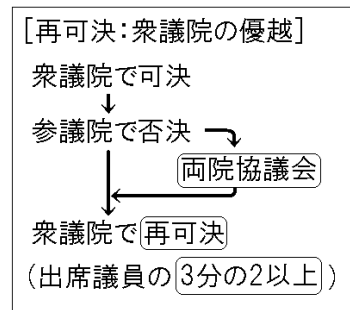 [再可決:衆議院の優越]
衆議院で可決
参議院で否決
両院協議会
衆議院で再可決
(出席議員の3分の2以上)